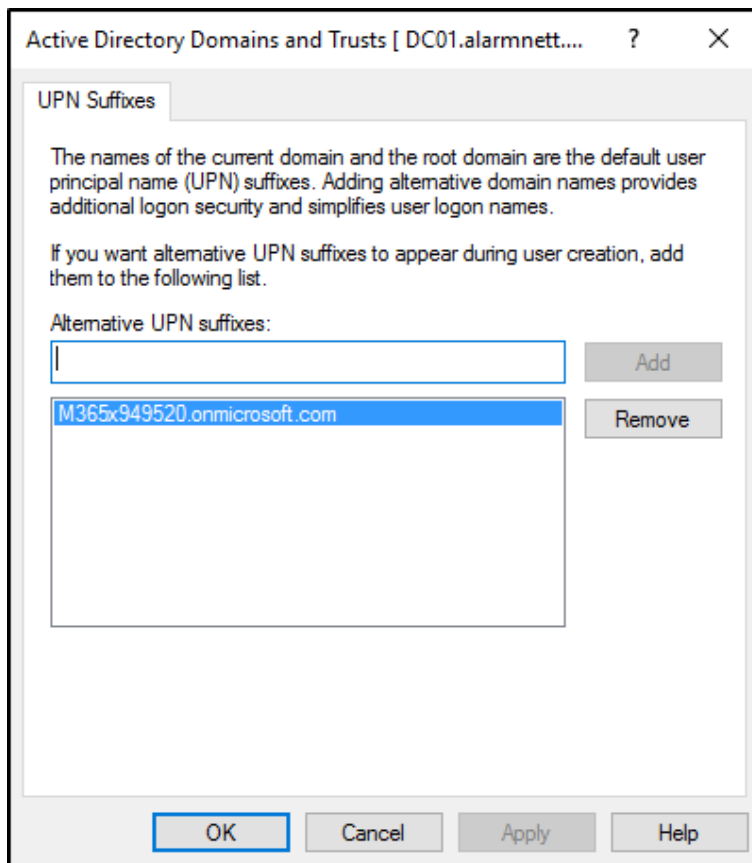 Active Directory Domains and Trusts [ DC01.alarmnett.... ?
UPN Suffixes
The names of the current domain and the root domain are the default user
principal name (UPN) suffixes. Adding alternative domain names provides
additional logon security and simplifies user logon names.
If you want alternative UPN suffixes to appear during user creation, add
them to the following list.
Alternative UPN suffixes:
Add
M365x949520.onmicrosoft.com
Remove
OK Cancel Apply Help